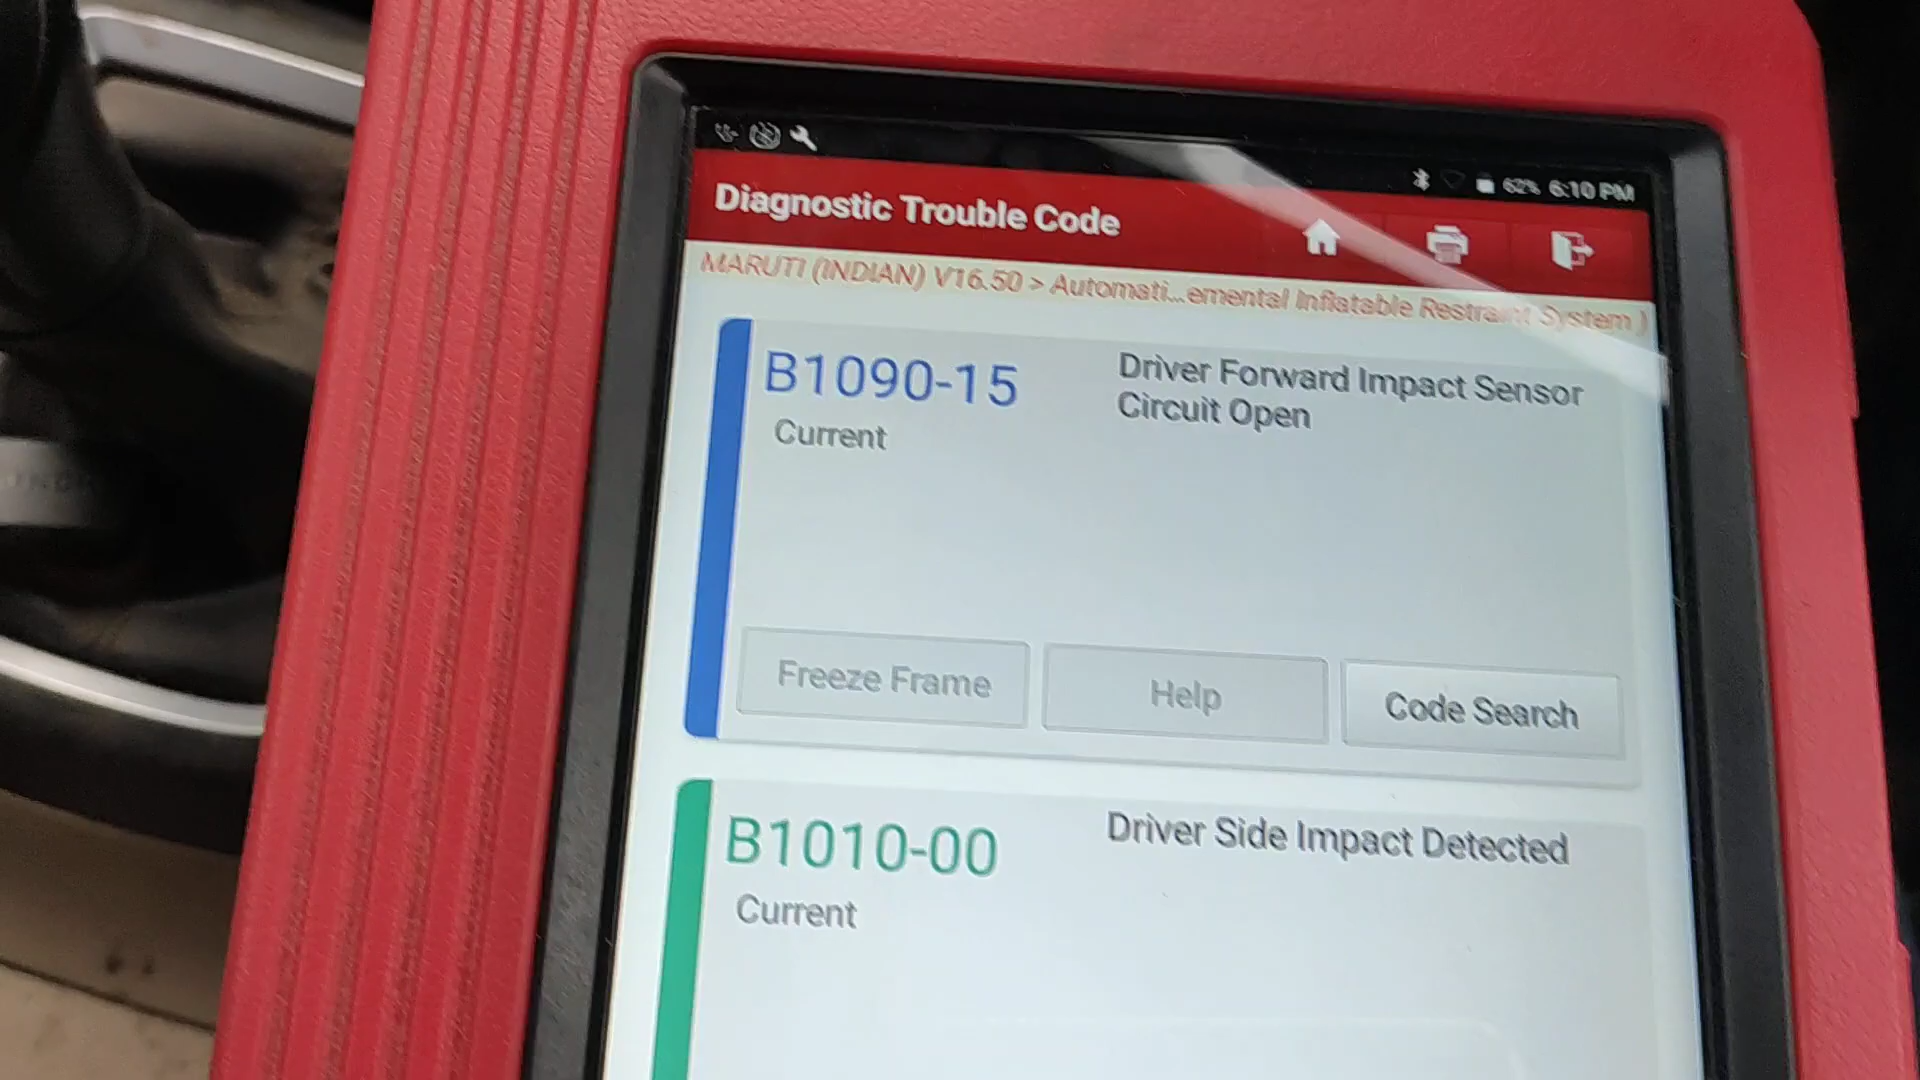 62% 6:10 PM
Diagnostic Trouble Code
MARUTI (INDIAN) V16.50 > Automati...emental Inflatable Restraint System )
B1090-15
Driver Forward Impact Sensor
Circuit Open
Current
Freeze Frame
Help
Code Search
B1010-00
Driver Side Impact Detected
Current